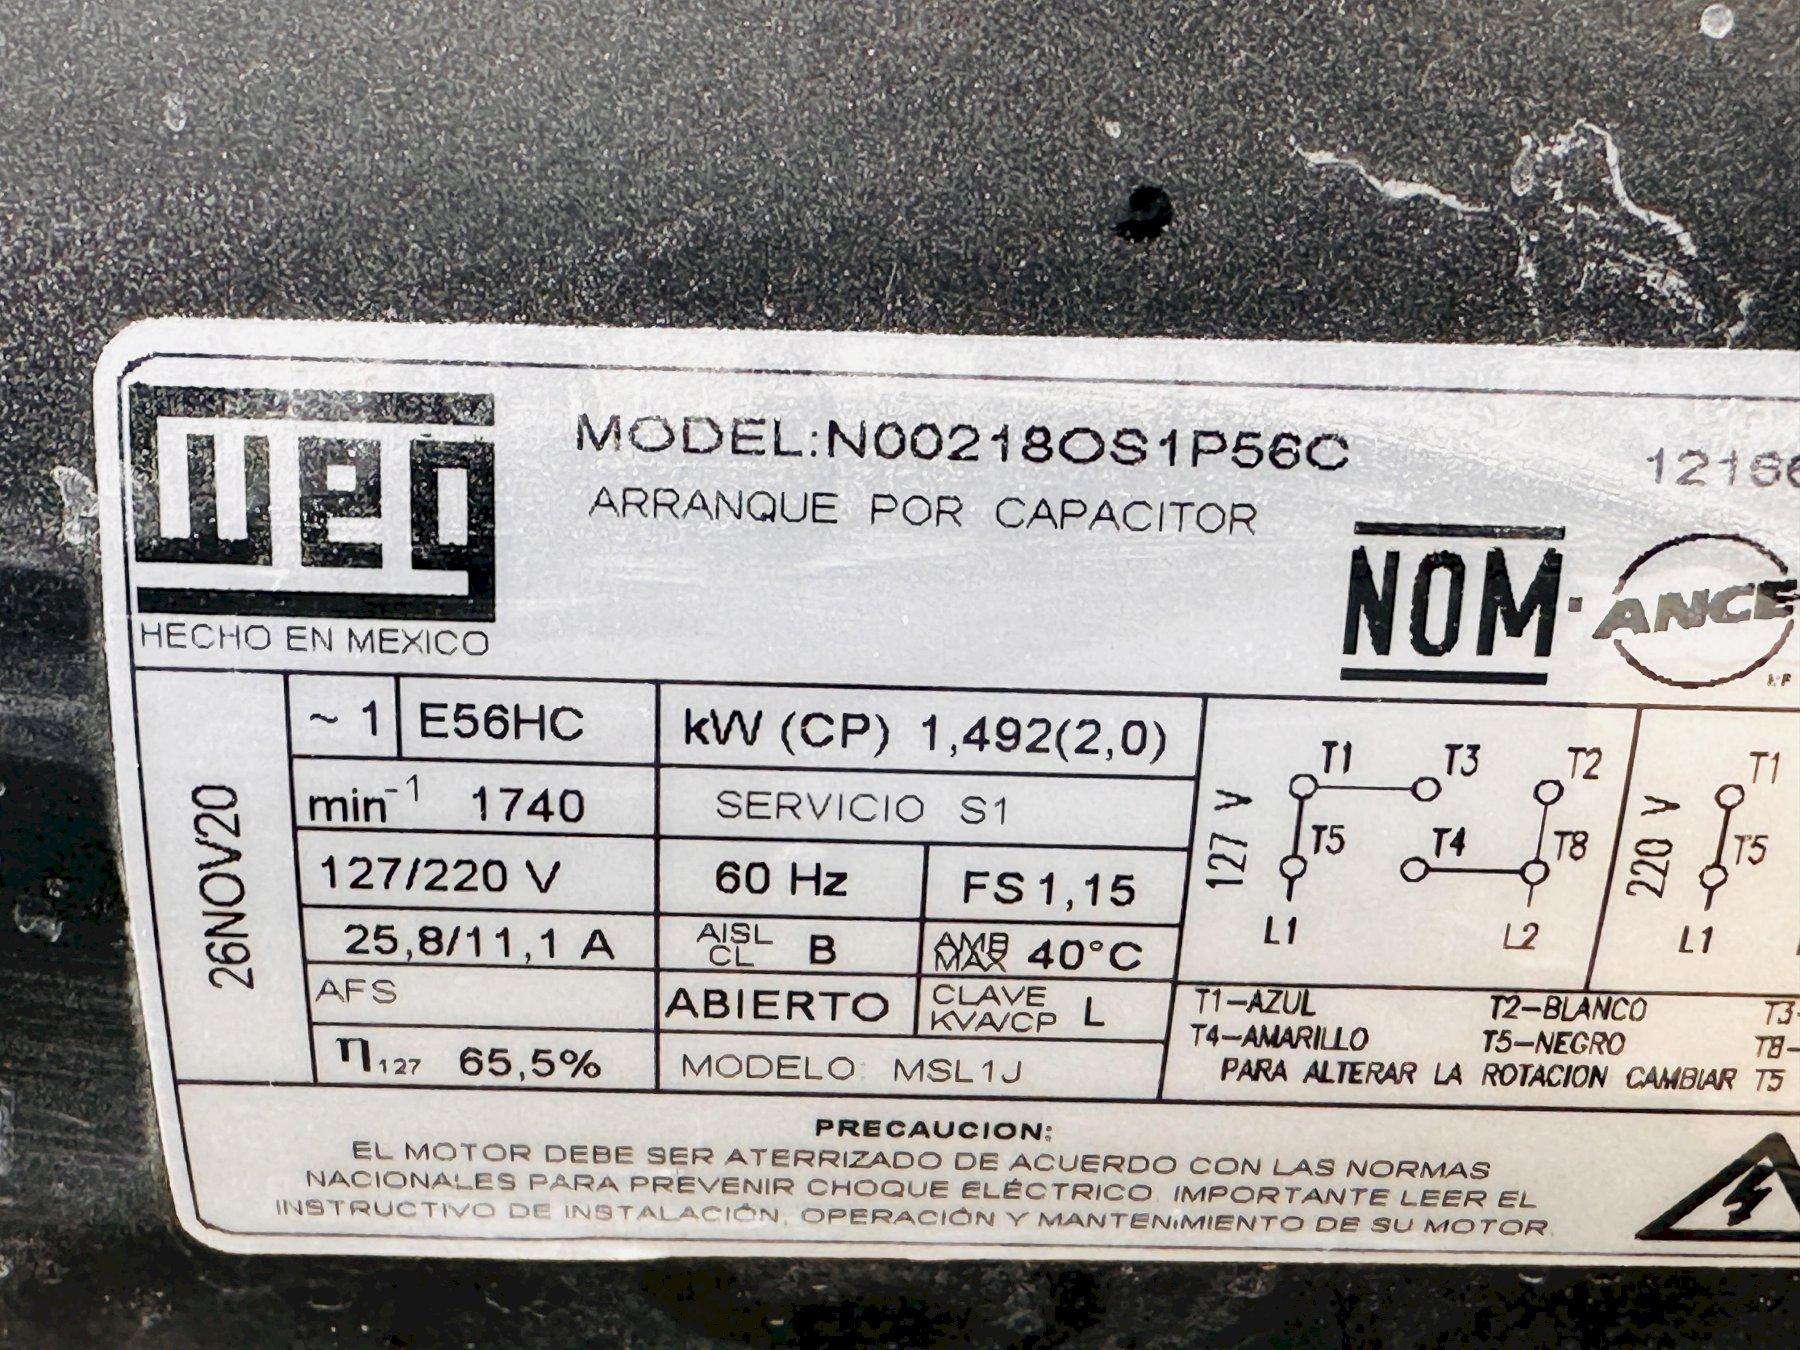 weg
MODEL:N00218OS1P56C
12166
ARRANQUE POR CAPACITOR
NOM
ANCE
HECHO EN MEXICO
26NOV20
~ 1 E56HC
kW (CP) 1,492(2,0)
min-1 1740
SERVICIO S1
127/220 V
60 Hz
FS 1,15
25,8/11,1 A
AISL CL B
AMB MAX 40°C
AFS
ABIERTO
CLAVE KVA/CP L
η127 65,5%
MODELO: MSL1J
127 V
T1 T3 T2
T5 T4 T8
L1 L2
220 V
T1
T5
L1
T1-AZUL T2-BLANCO T3-
T4-AMARILLO T5-NEGRO T8-
PARA ALTERAR LA ROTACION CAMBIAR T5
PRECAUCION:
EL MOTOR DEBE SER ATERRIZADO DE ACUERDO CON LAS NORMAS
NACIONALES PARA PREVENIR CHOQUE ELÉCTRICO. IMPORTANTE LEER EL
INSTRUCTIVO DE INSTALACIÓN, OPERACIÓN Y MANTENIMIENTO DE SU MOTOR.